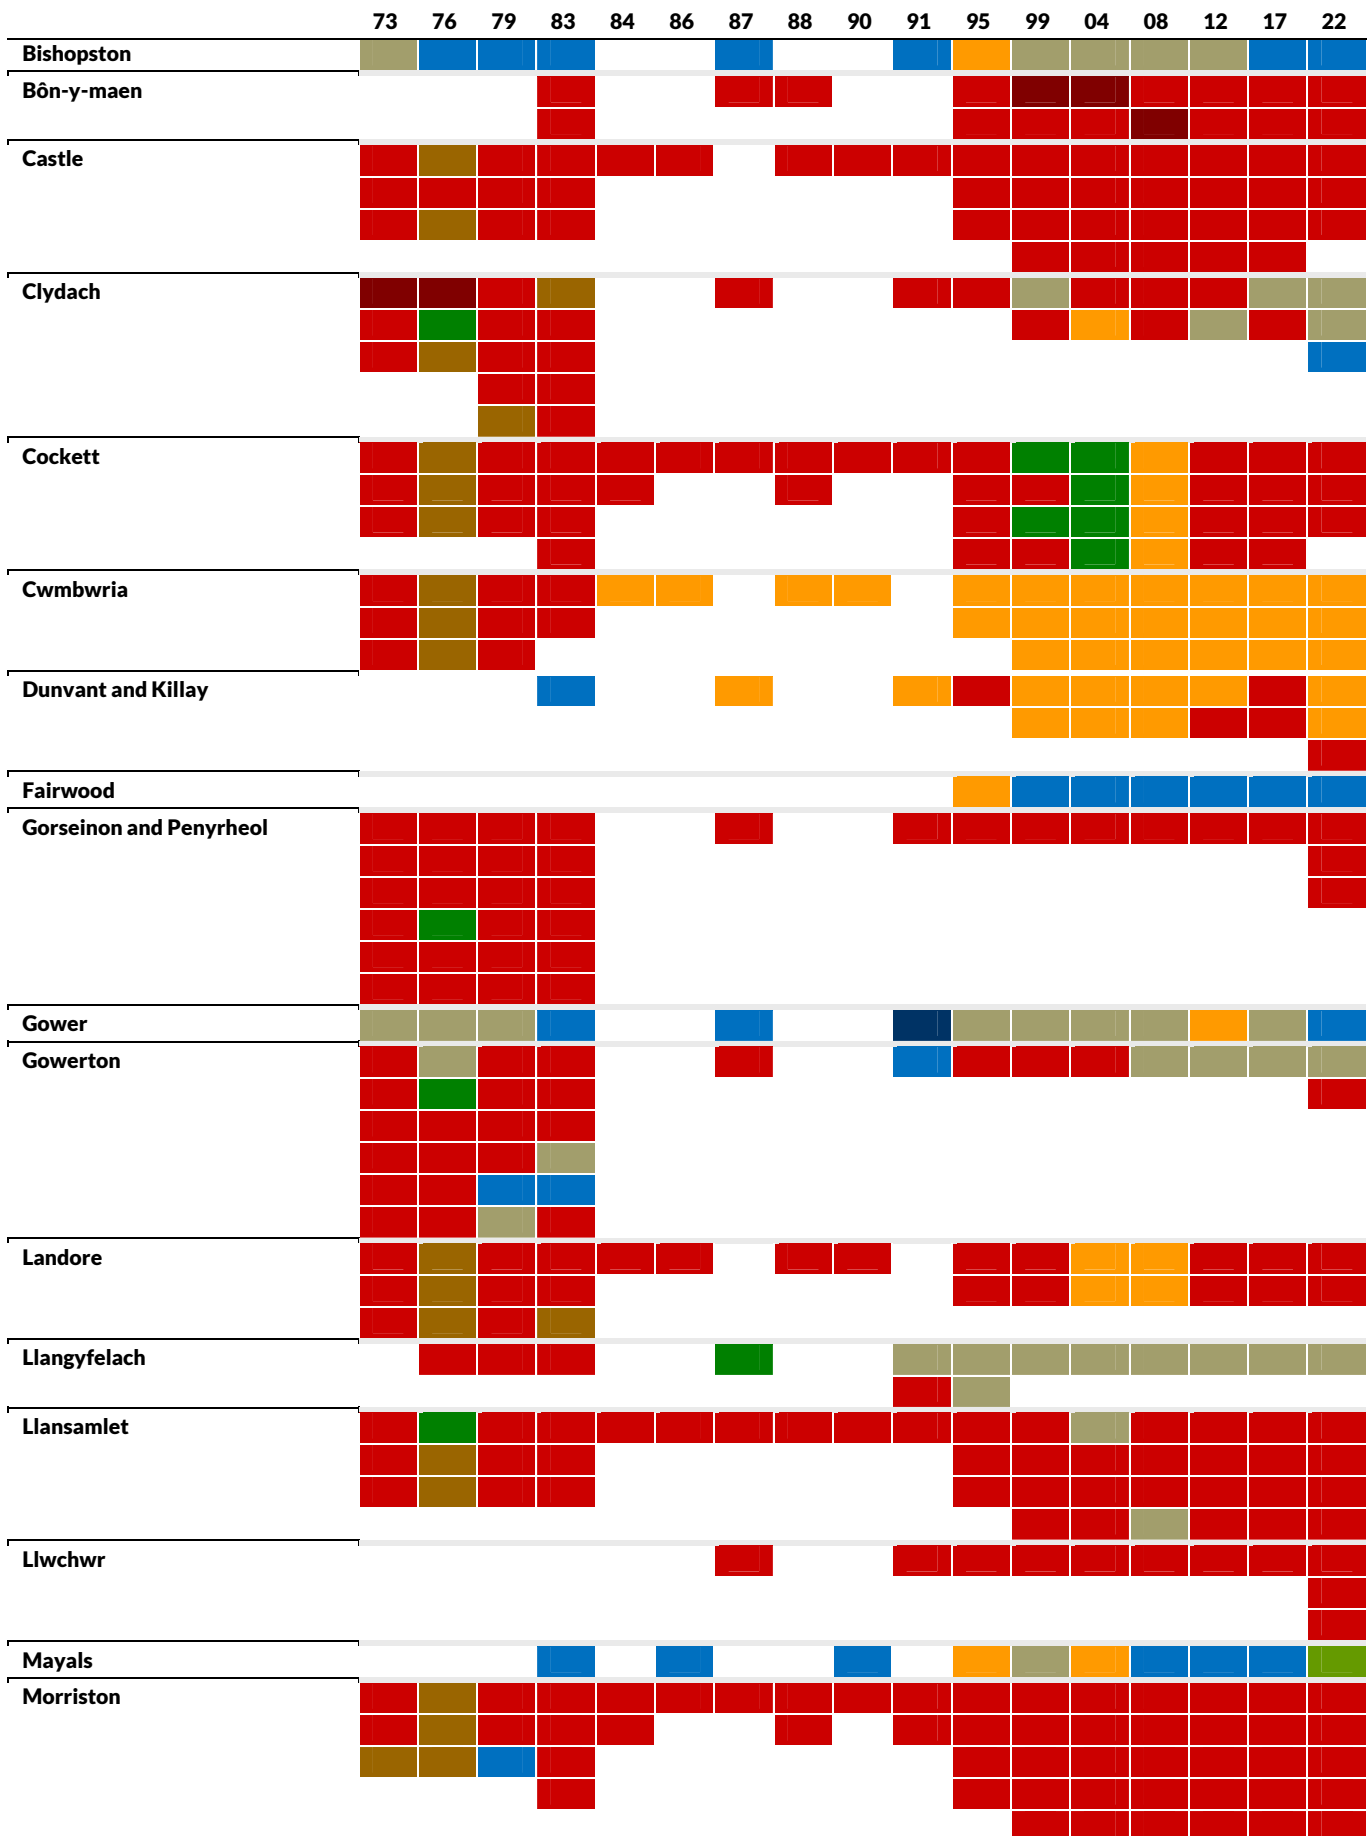 73 76 79 83 84 86 87 88 90 91 95 99 04 08 12 17 22
Bishopston
Bôn-y-maen
Castle
Clydach
Cockett
Cwmbwria
Dunvant and Killay
Fairwood
Gorseinon and Penyrheol
Gower
Gowerton
Landore
Llangyfelach
Llansamlet
Llwchwr
Mayals
Morriston